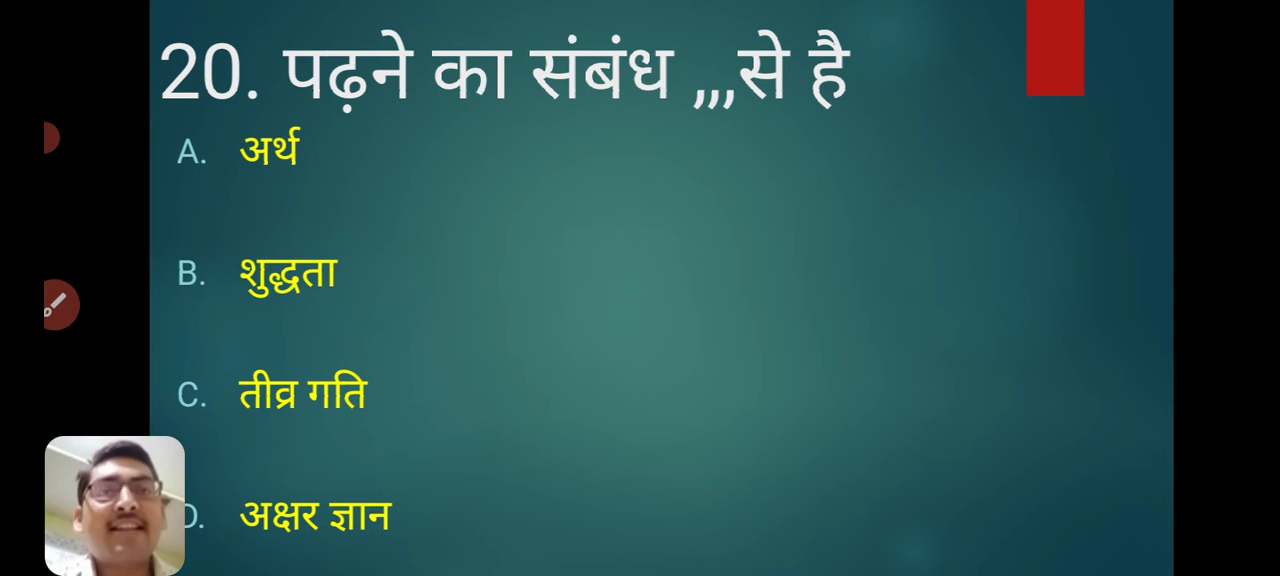 20. पढ़ने का संबंध ,,,से है
A. अर्थ
B. शुद्धता
C. तीव्र गति
D. अक्षर ज्ञान